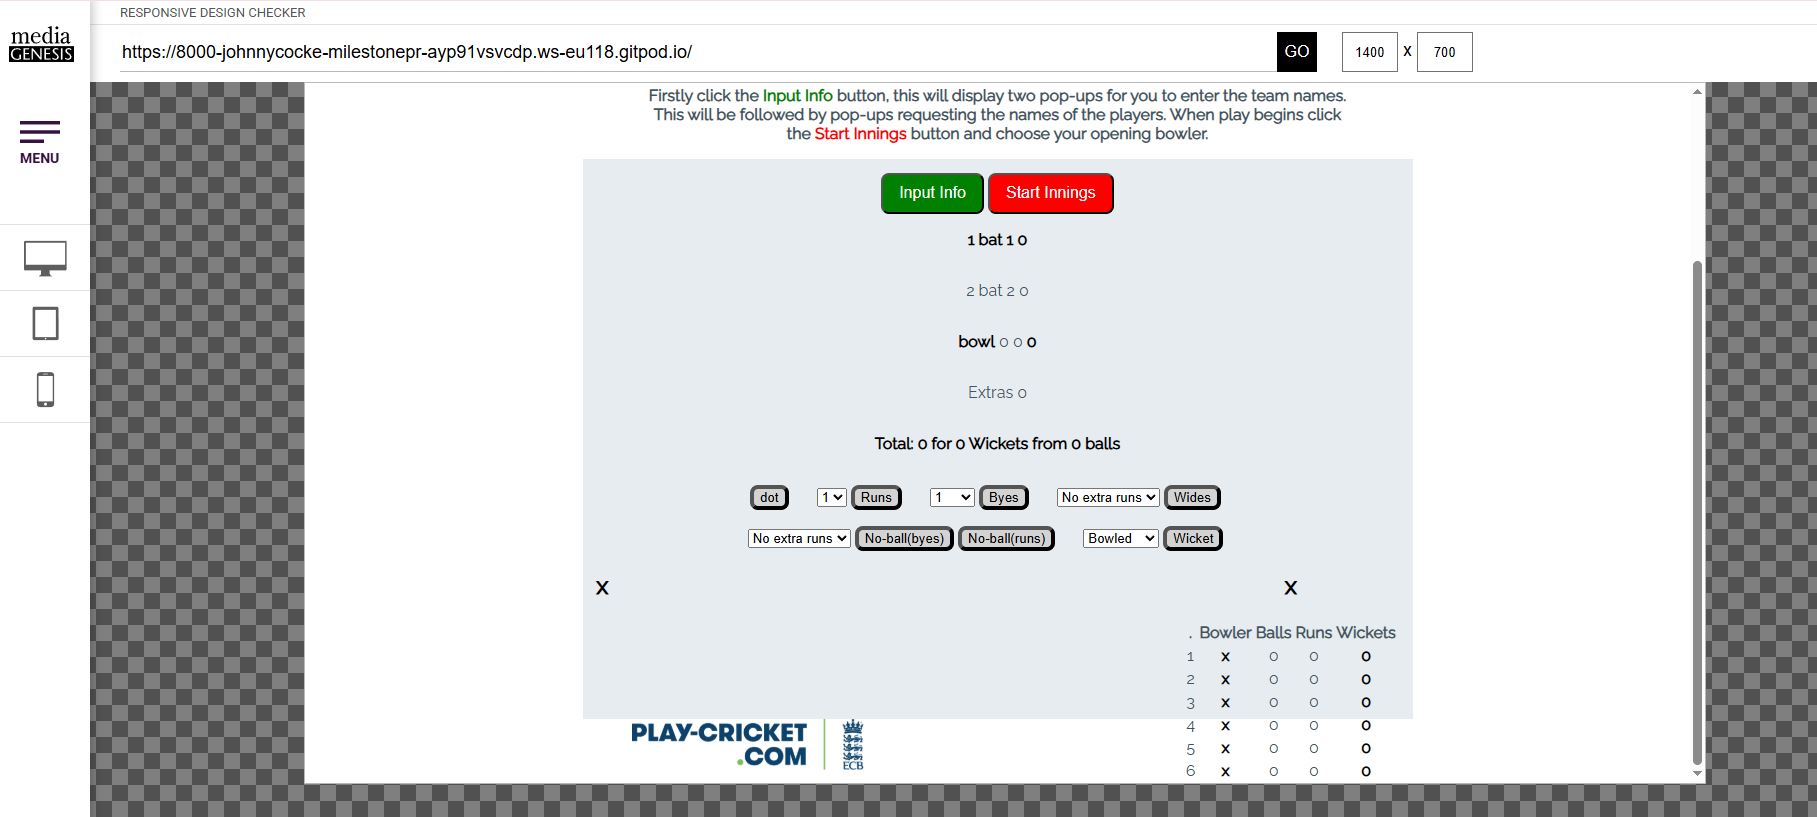 RESPONSIVE DESIGN CHECKER
media
GENESIS
https://8000-johnnycocke-milestonepr-ayp91vsvcdp.ws-eu118.gitpod.io/
GO
1400 X 700
MENU
Firstly click the Input Info button, this will display two pop-ups for you to enter the team names.
This will be followed by pop-ups requesting the names of the players. When play begins click
the Start Innings button and choose your opening bowler.
Input Info Start Innings
1 bat 1 0
2 bat 2 0
bowl 0 0 0
Extras 0
Total: 0 for 0 Wickets from 0 balls
dot 1 Runs 1 Byes No extra runs Wides
No extra runs No-ball(byes) No-ball(runs) Bowled Wicket
X X
. Bowler Balls Runs Wickets
1 x 0 0 0
2 x 0 0 0
3 x 0 0 0
4 x 0 0 0
5 x 0 0 0
6 x 0 0 0
PLAY-CRICKET
.COM
ECB